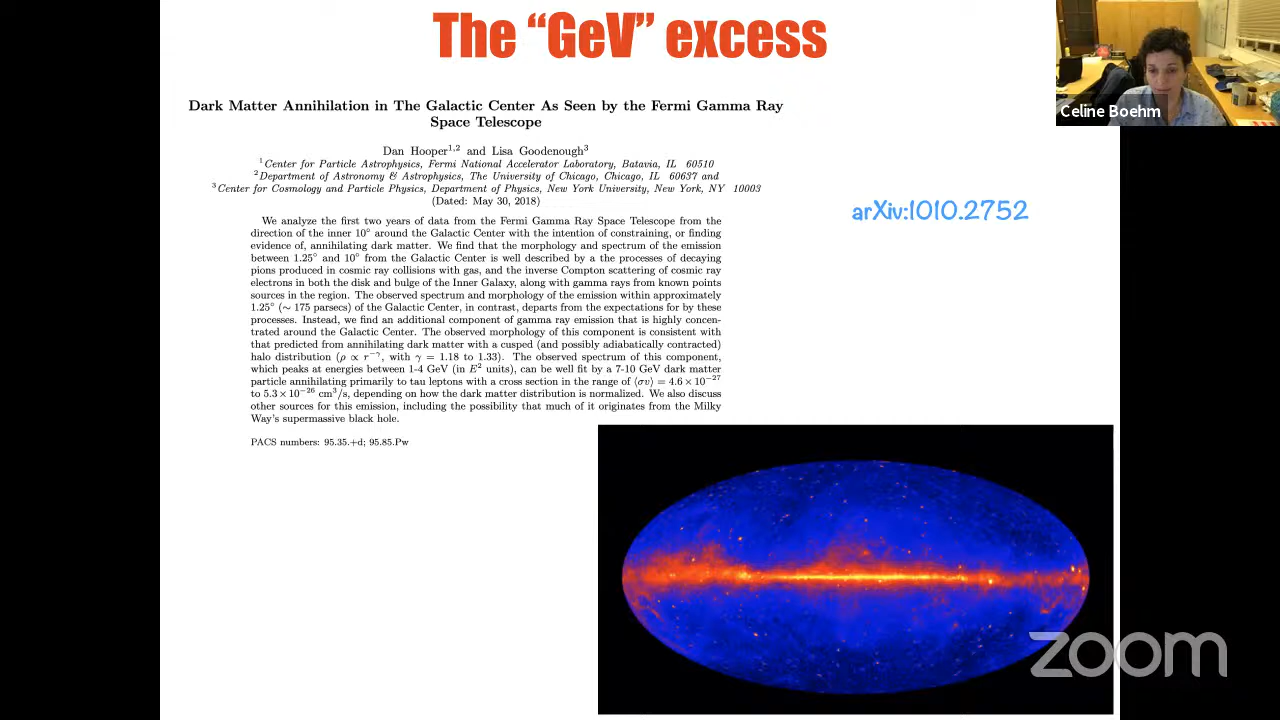 The “GeV” excess
Celine Boehm
Dark Matter Annihilation in The Galactic Center As Seen by the Fermi Gamma Ray
Space Telescope
Dan Hooper1,2 and Lisa Goodenough3
1Center for Particle Astrophysics, Fermi National Accelerator Laboratory, Batavia, IL 60510
2Department of Astronomy & Astrophysics, The University of Chicago, Chicago, IL 60637 and
3Center for Cosmology and Particle Physics, Department of Physics, New York University, New York, NY 10003
(Dated: May 30, 2018)
arXiv:1010.2752
We analyze the first two years of data from the Fermi Gamma Ray Space Telescope from the
direction of the inner 10° around the Galactic Center with the intention of constraining, or finding
evidence of, annihilating dark matter. We find that the morphology and spectrum of the emission
between 1.25° and 10° from the Galactic Center is well described by a the processes of decaying
pions produced in cosmic ray collisions with gas, and the inverse Compton scattering of cosmic ray
electrons in both the disk and bulge of the Inner Galaxy, along with gamma rays from known points
sources in the region. The observed spectrum and morphology of the emission within approximately
1.25° (∼ 175 parsecs) of the Galactic Center, in contrast, departs from the expectations for by these
processes. Instead, we find an additional component of gamma ray emission that is highly concen-
trated around the Galactic Center. The observed morphology of this component is consistent with
that predicted from annihilating dark matter with a cusped (and possibly adiabatically contracted)
halo distribution (ρ ∝ r^−γ, with γ = 1.18 to 1.33). The observed spectrum of this component,
which peaks at energies between 1-4 GeV (in E² units), can be well fit by a 7-10 GeV dark matter
particle annihilating primarily to tau leptons with a cross section in the range of ⟨σv⟩ = 4.6 × 10^−27
to 5.3 × 10^−26 cm³/s, depending on how the dark matter distribution is normalized. We also discuss
other sources for this emission, including the possibility that much of it originates from the Milky
Way's supermassive black hole.
PACS numbers: 95.35.+d; 95.85.Pw
zoom